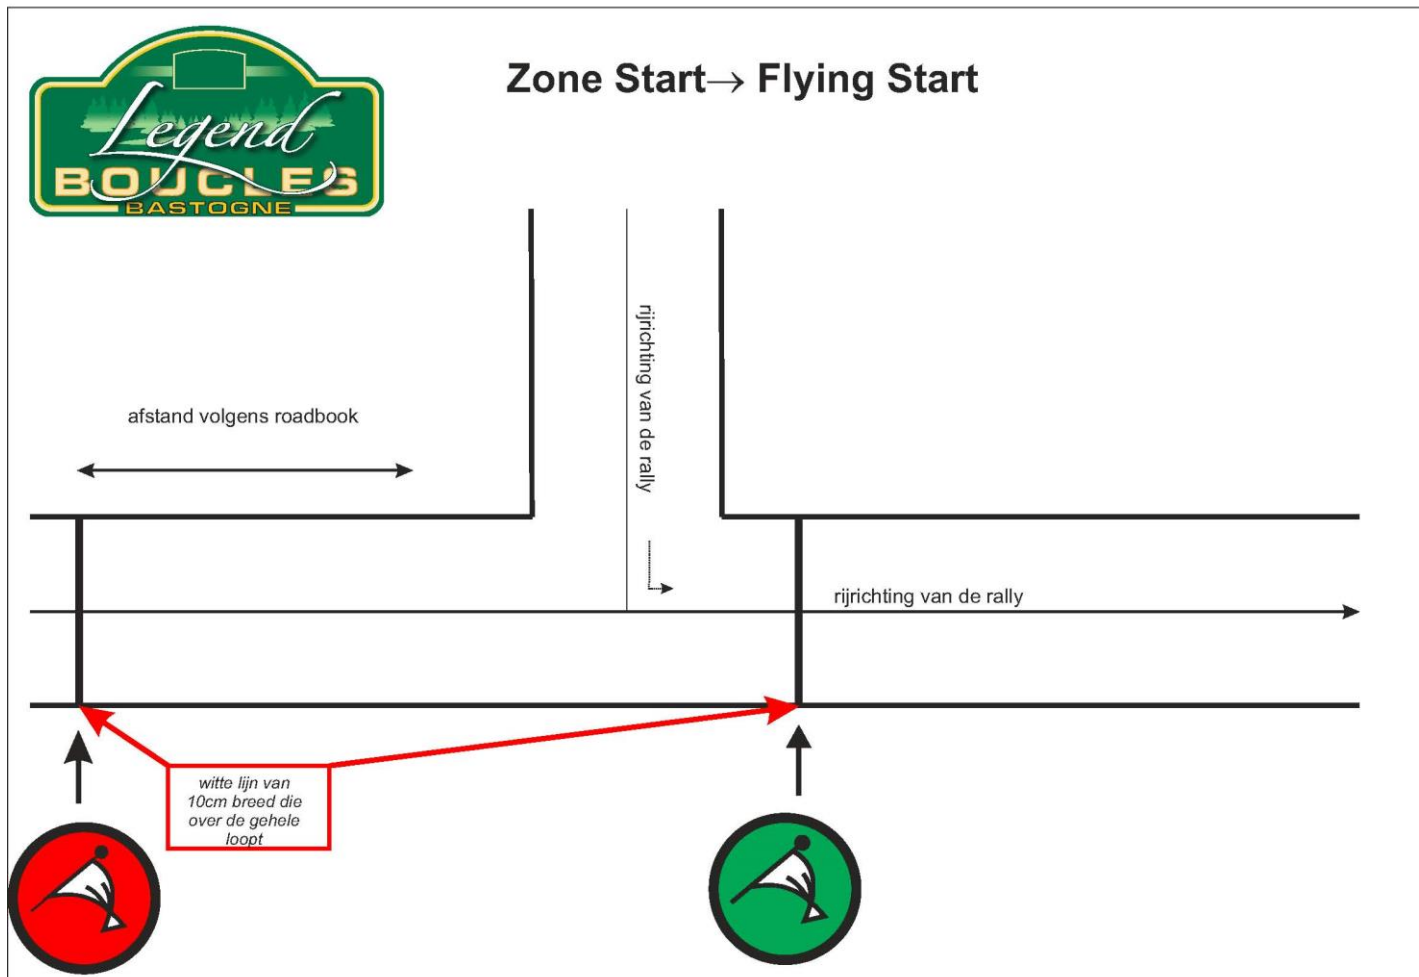 Legend
BOUCLES
BASTOGNE
Zone Start→ Flying Start
afstand volgens roadbook
rijrichting van de rally
rijrichting van de rally
witte lijn van
10cm breed die
over de gehele
loopt